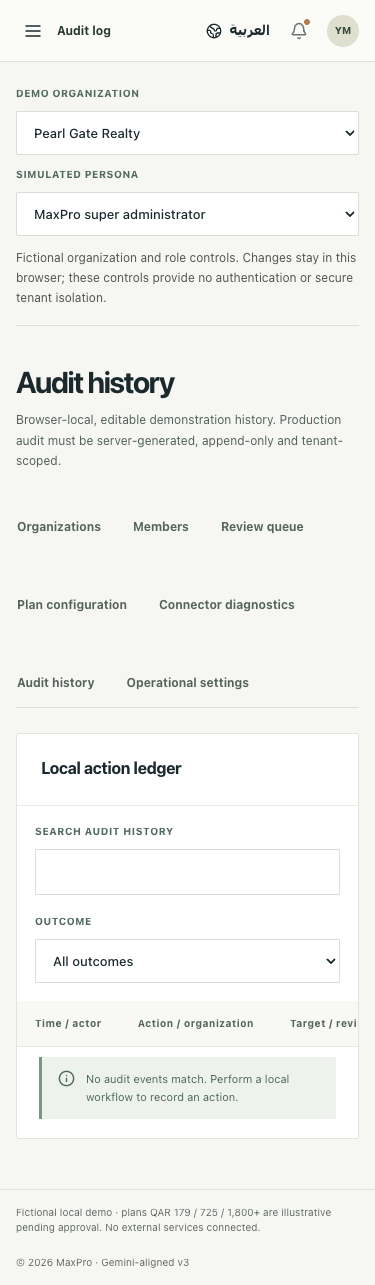 Audit log
العربية
YM
DEMO ORGANIZATION
Pearl Gate Realty
SIMULATED PERSONA
MaxPro super administrator
Fictional organization and role controls. Changes stay in this
browser; these controls provide no authentication or secure
tenant isolation.
Audit history
Browser-local, editable demonstration history. Production
audit must be server-generated, append-only and tenant-
scoped.
Organizations Members Review queue
Plan configuration Connector diagnostics
Audit history Operational settings
Local action ledger
SEARCH AUDIT HISTORY
OUTCOME
All outcomes
Time / actor Action / organization Target / revi
No audit events match. Perform a local
workflow to record an action.
Fictional local demo · plans QAR 179 / 725 / 1,800+ are illustrative
pending approval. No external services connected.
© 2026 MaxPro · Gemini-aligned v3